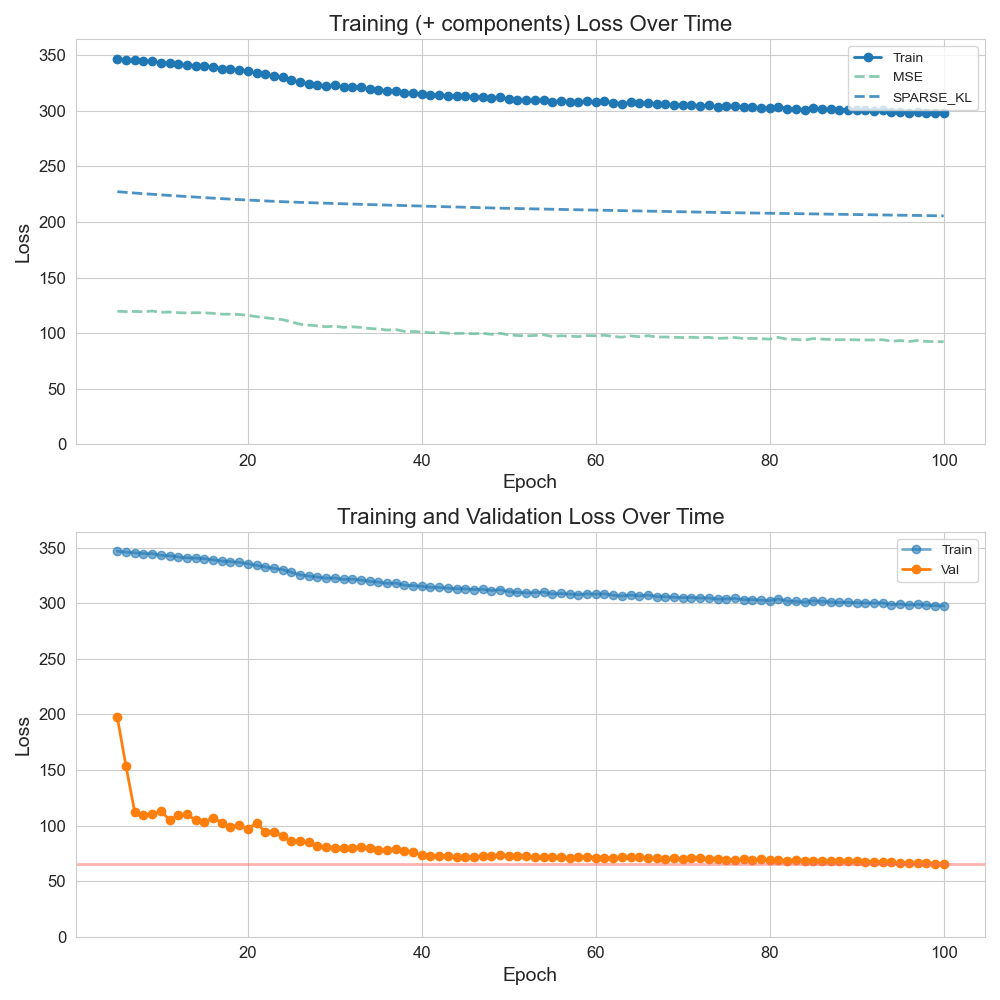 Training (+ components) Loss Over Time
350
300
250
200
150
100
50
0
Loss
Train
MSE
SPARSE_KL
20 40 60 80 100
Epoch
Training and Validation Loss Over Time
350
300
250
200
150
100
50
0
Loss
Train
Val
20 40 60 80 100
Epoch